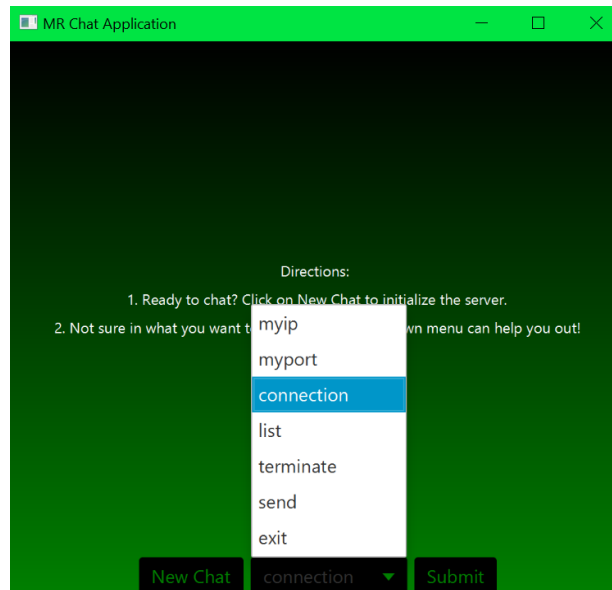 MR Chat Application
Directions:
1. Ready to chat? Click on New Chat to initialize the server.
2. Not sure in what you want t wn menu can help you out!
myip
myport
connection
list
terminate
send
exit
New Chat connection Submit